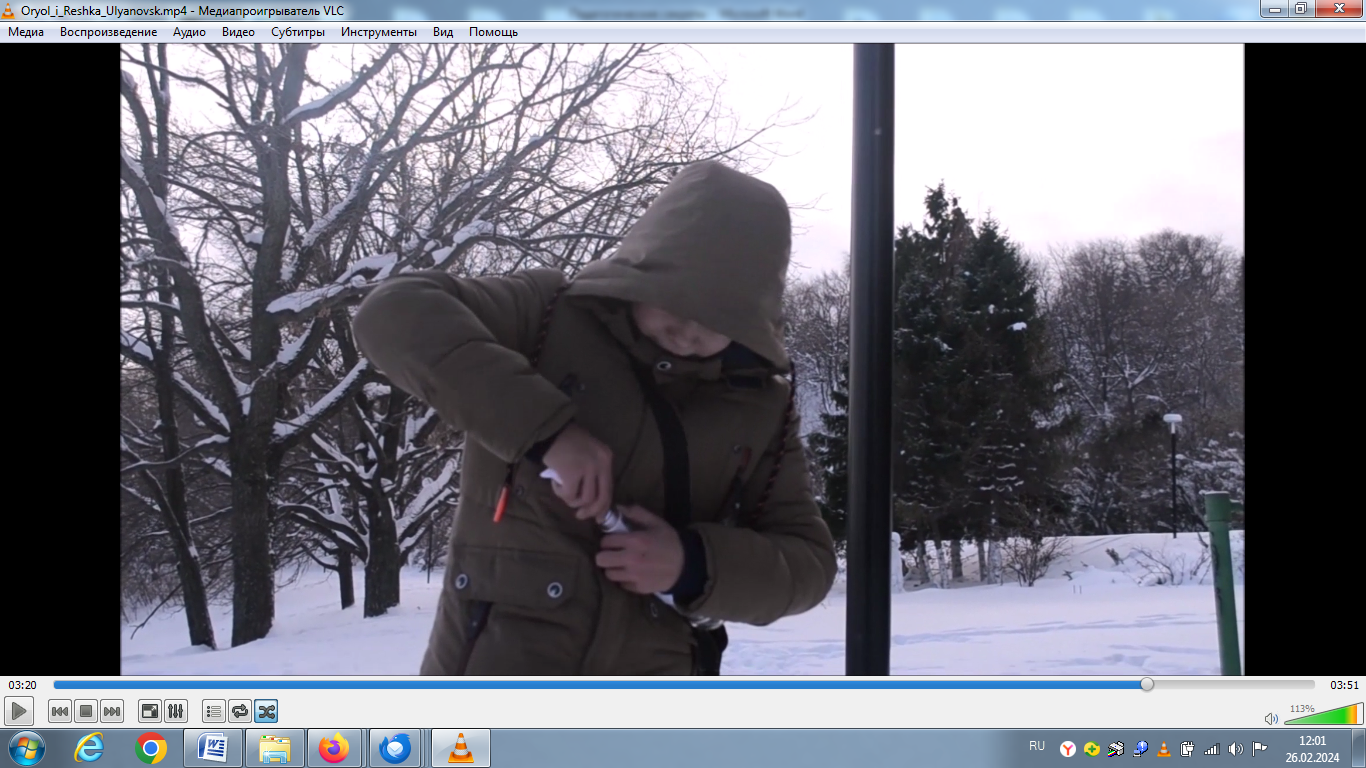 Oryol_i_Reshka_Ulyanovsk.mp4 - Медиапроигрыватель VLC
Медиа Воспроизведение Аудио Видео Субтитры Инструменты Вид Помощь
03:20 03:51
113%
RU 12:01
26.02.2024